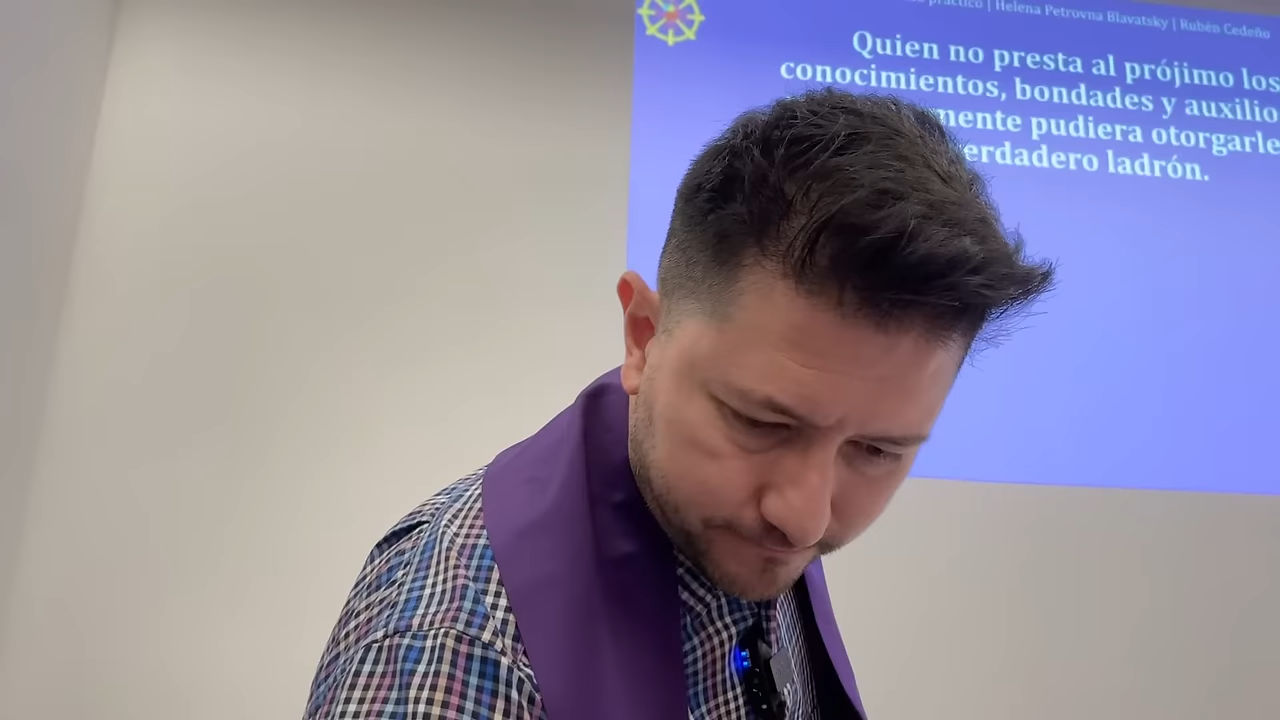 práctico | Helena Petrovna Blavatsky | Rubén Cedeño
Quien no presta al prójimo los
conocimientos, bondades y auxilio
mente pudiera otorgarle
erdadero ladrón.